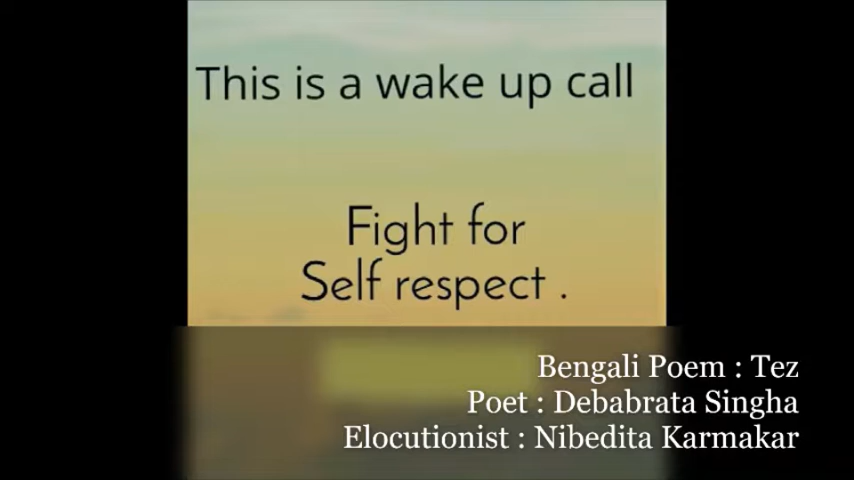 This is a wake up call
Fight for
Self respect .
Bengali Poem : Tez
Poet : Debabrata Singha
Elocutionist : Nibedita Karmakar